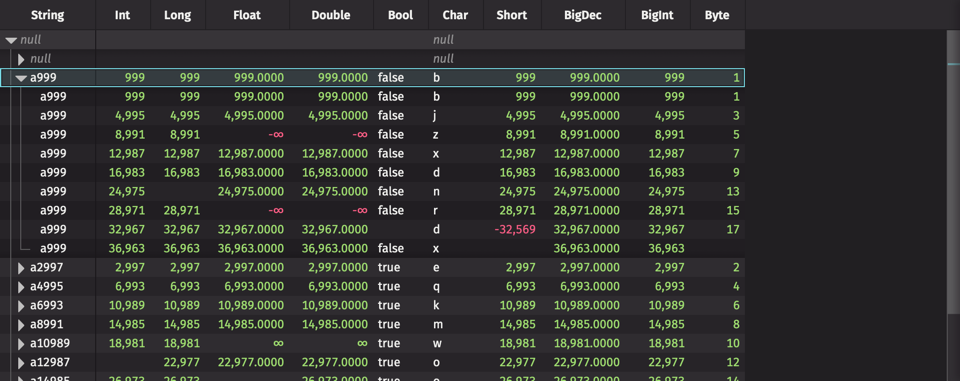 String Int Long Float Double Bool Char Short BigDec BigInt Byte
null null
null null
a999 999 999 999.0000 999.0000 false b 999 999.0000 999 1
a999 999 999 999.0000 999.0000 false b 999 999.0000 999 1
a999 4,995 4,995 4,995.0000 4,995.0000 false j 4,995 4,995.0000 4,995 3
a999 8,991 8,991 -∞ -∞ false z 8,991 8,991.0000 8,991 5
a999 12,987 12,987 12,987.0000 12,987.0000 false x 12,987 12,987.0000 12,987 7
a999 16,983 16,983 16,983.0000 16,983.0000 false d 16,983 16,983.0000 16,983 9
a999 24,975 24,975.0000 24,975.0000 false n 24,975 24,975.0000 24,975 13
a999 28,971 28,971 -∞ -∞ false r 28,971 28,971.0000 28,971 15
a999 32,967 32,967 32,967.0000 32,967.0000 d -32,569 32,967.0000 32,967 17
a999 36,963 36,963 36,963.0000 36,963.0000 false x 36,963.0000 36,963
a2997 2,997 2,997 2,997.0000 2,997.0000 true e 2,997 2,997.0000 2,997 2
a4995 6,993 6,993 6,993.0000 6,993.0000 true q 6,993 6,993.0000 6,993 4
a6993 10,989 10,989 10,989.0000 10,989.0000 true k 10,989 10,989.0000 10,989 6
a8991 14,985 14,985 14,985.0000 14,985.0000 true m 14,985 14,985.0000 14,985 8
a10989 18,981 18,981 ∞ ∞ true w 18,981 18,981.0000 18,981 10
a12987 22,977 22,977.0000 22,977.0000 true o 22,977 22,977.0000 22,977 12